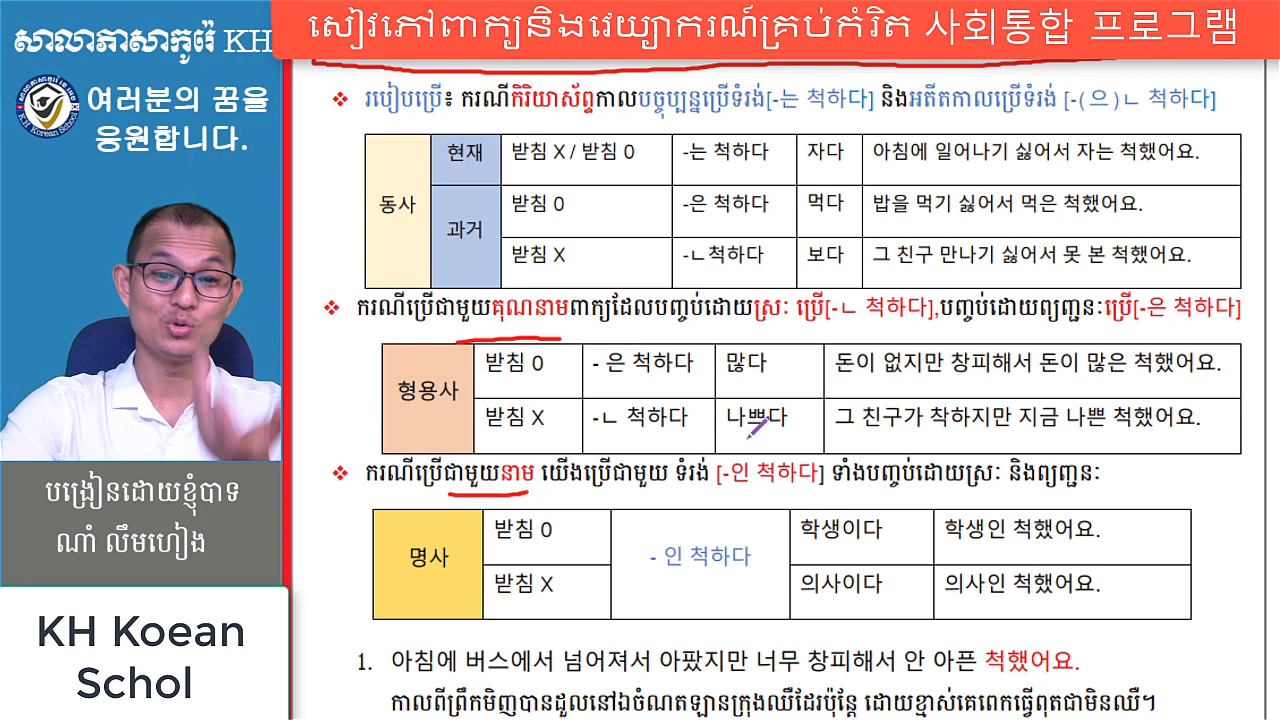 សាលាភាសាកូរ៉េ KH
សៀវភៅពាក្យនិងវេយ្យាករណ៍គ្រប់កំរិត 사회통합 프로그램
여러분의 꿈을
응원합니다.
❖ របៀបប្រើ៖ ករណីកិរិយាស័ព្ទកាលបច្ចុប្បន្នប្រើទំរង់[-는 척하다] និងអតីតកាលប្រើទំរង់ [-(으)ㄴ 척하다]
동사
현재 받침 X / 받침 0 -는 척하다 자다 아침에 일어나기 싫어서 자는 척했어요.
과거
받침 0 -은 척하다 먹다 밥을 먹기 싫어서 먹은 척했어요.
받침 X -ㄴ척하다 보다 그 친구 만나기 싫어서 못 본 척했어요.
❖ ករណីប្រើជាមួយគុណនាមពាក្យដែលបញ្ចប់ដោយស្រៈ ប្រើ[-ㄴ 척하다],បញ្ចប់ដោយព្យញ្ជនៈប្រើ[-은 척하다]
형용사
받침 0 - 은 척하다 많다 돈이 없지만 창피해서 돈이 많은 척했어요.
받침 X -ㄴ 척하다 나쁘다 그 친구가 착하지만 지금 나쁜 척했어요.
❖ ករណីប្រើជាមួយនាម យើងប្រើជាមួយ ទំរង់ [-인 척하다] ទាំងបញ្ចប់ដោយស្រៈ និងព្យញ្ជនៈ
명사
받침 0 - 인 척하다 학생이다 학생인 척했어요.
받침 X 의사이다 의사인 척했어요.
1. 아침에 버스에서 넘어져서 아팠지만 너무 창피해서 안 아픈 척했어요.
កាលពីព្រឹកមិញបានដួលនៅឯចំណតឡានក្រុងឈឺដែរប៉ុន្តែ ដោយខ្មាស់គេពេកធ្វើពុតជាមិនឈឺ។
បង្រៀនដោយខ្ញុំបាទ
ណាំ លឹមហៀង
KH Koean
Schol
KH Korean School